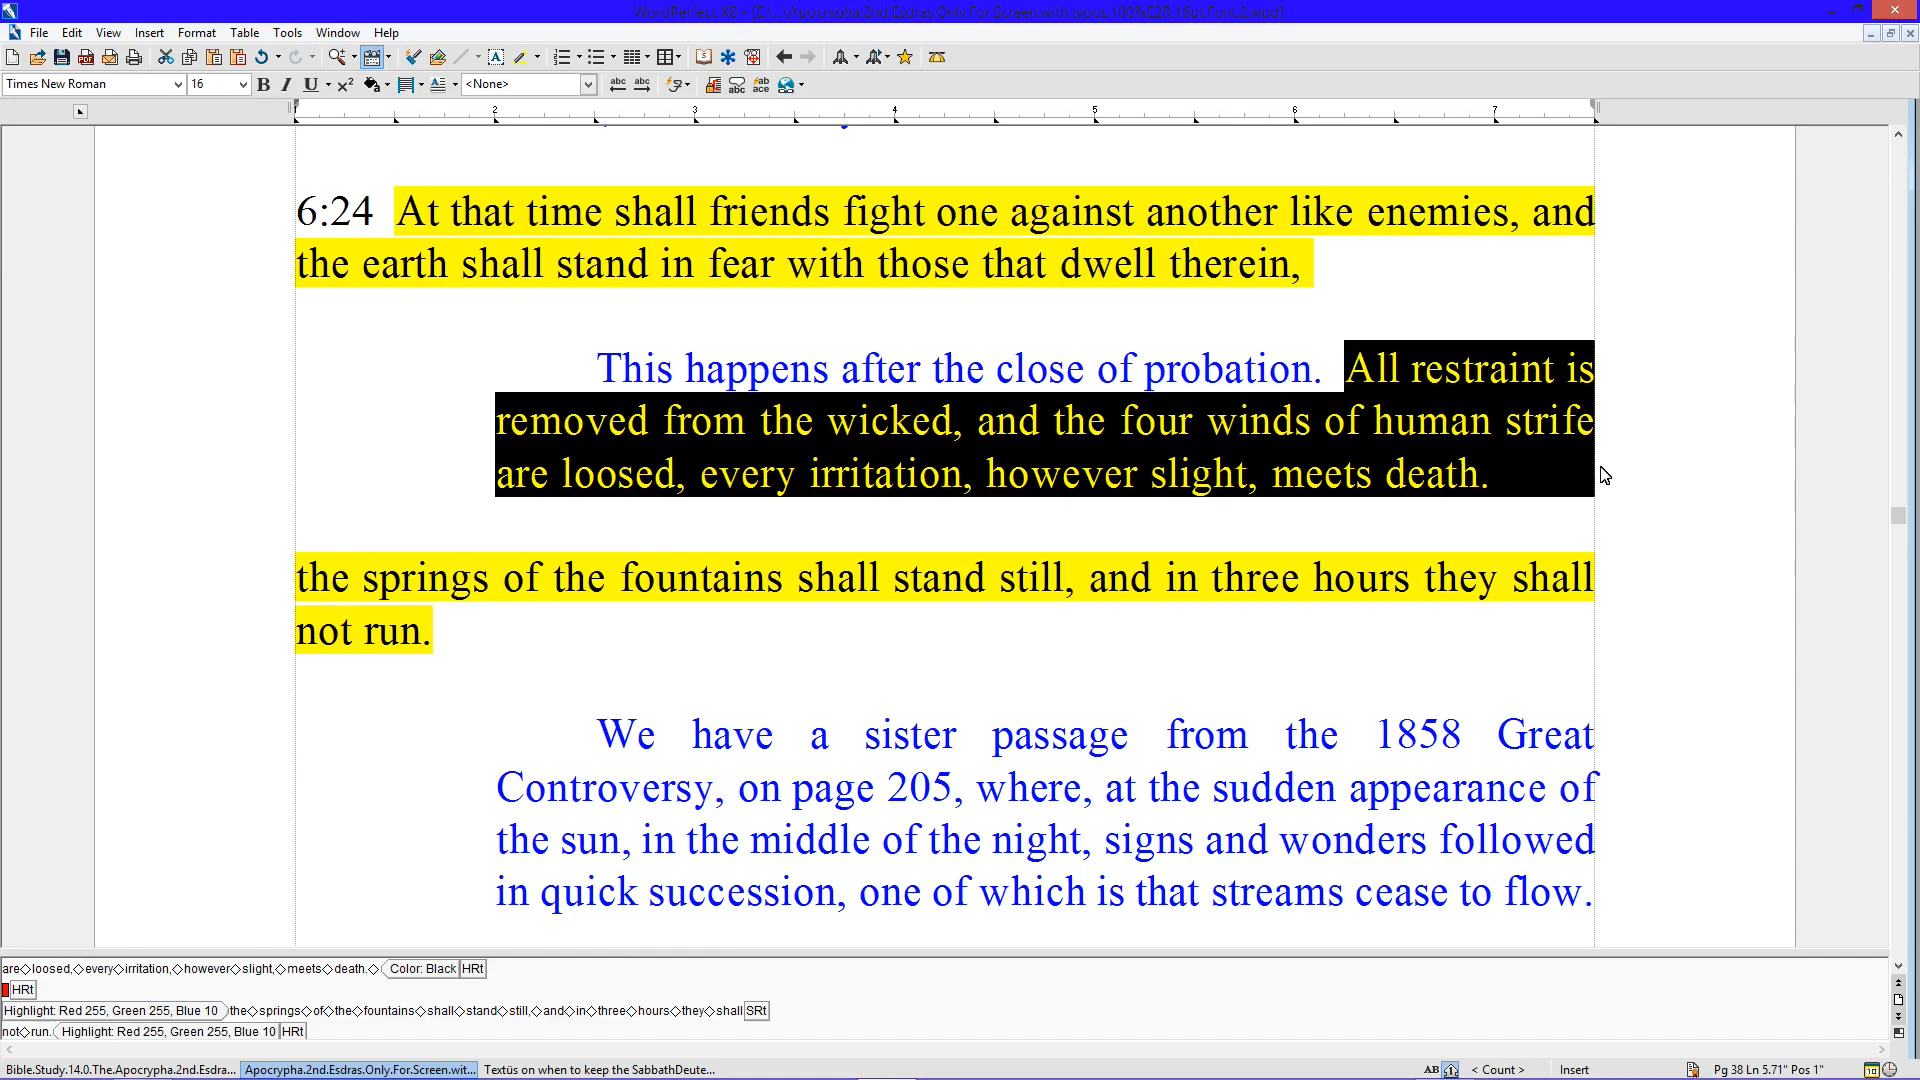 File Edit View Insert Format Table Tools Window Help
Times New Roman 16 <None>
1 2 3 4 5 6 7
6:24 At that time shall friends fight one against another like enemies, and
the earth shall stand in fear with those that dwell therein,
This happens after the close of probation. All restraint is
removed from the wicked, and the four winds of human strife
are loosed, every irritation, however slight, meets death.
the springs of the fountains shall stand still, and in three hours they shall
not run.
We have a sister passage from the 1858 Great
Controversy, on page 205, where, at the sudden appearance of
the sun, in the middle of the night, signs and wonders followed
in quick succession, one of which is that streams cease to flow.
are◇loosed,◇every◇irritation,◇however◇slight,◇meets◇death.◇ Color: Black HRt
HRt
Highlight: Red 255, Green 255, Blue 10 the◇springs◇of◇the◇fountains◇shall◇stand◇still,◇and◇in◇three◇hours◇they◇shall SRt
not◇run. Highlight: Red 255, Green 255, Blue 10 HRt
Bible.Study.14.0.The.Apocrypha.2nd.Esdra... Apocrypha.2nd.Esdras.Only.For.Screen.wit... Textüs on when to keep the SabbathDeute... AB < Count > Insert Pg 38 Ln 5.71" Pos 1"